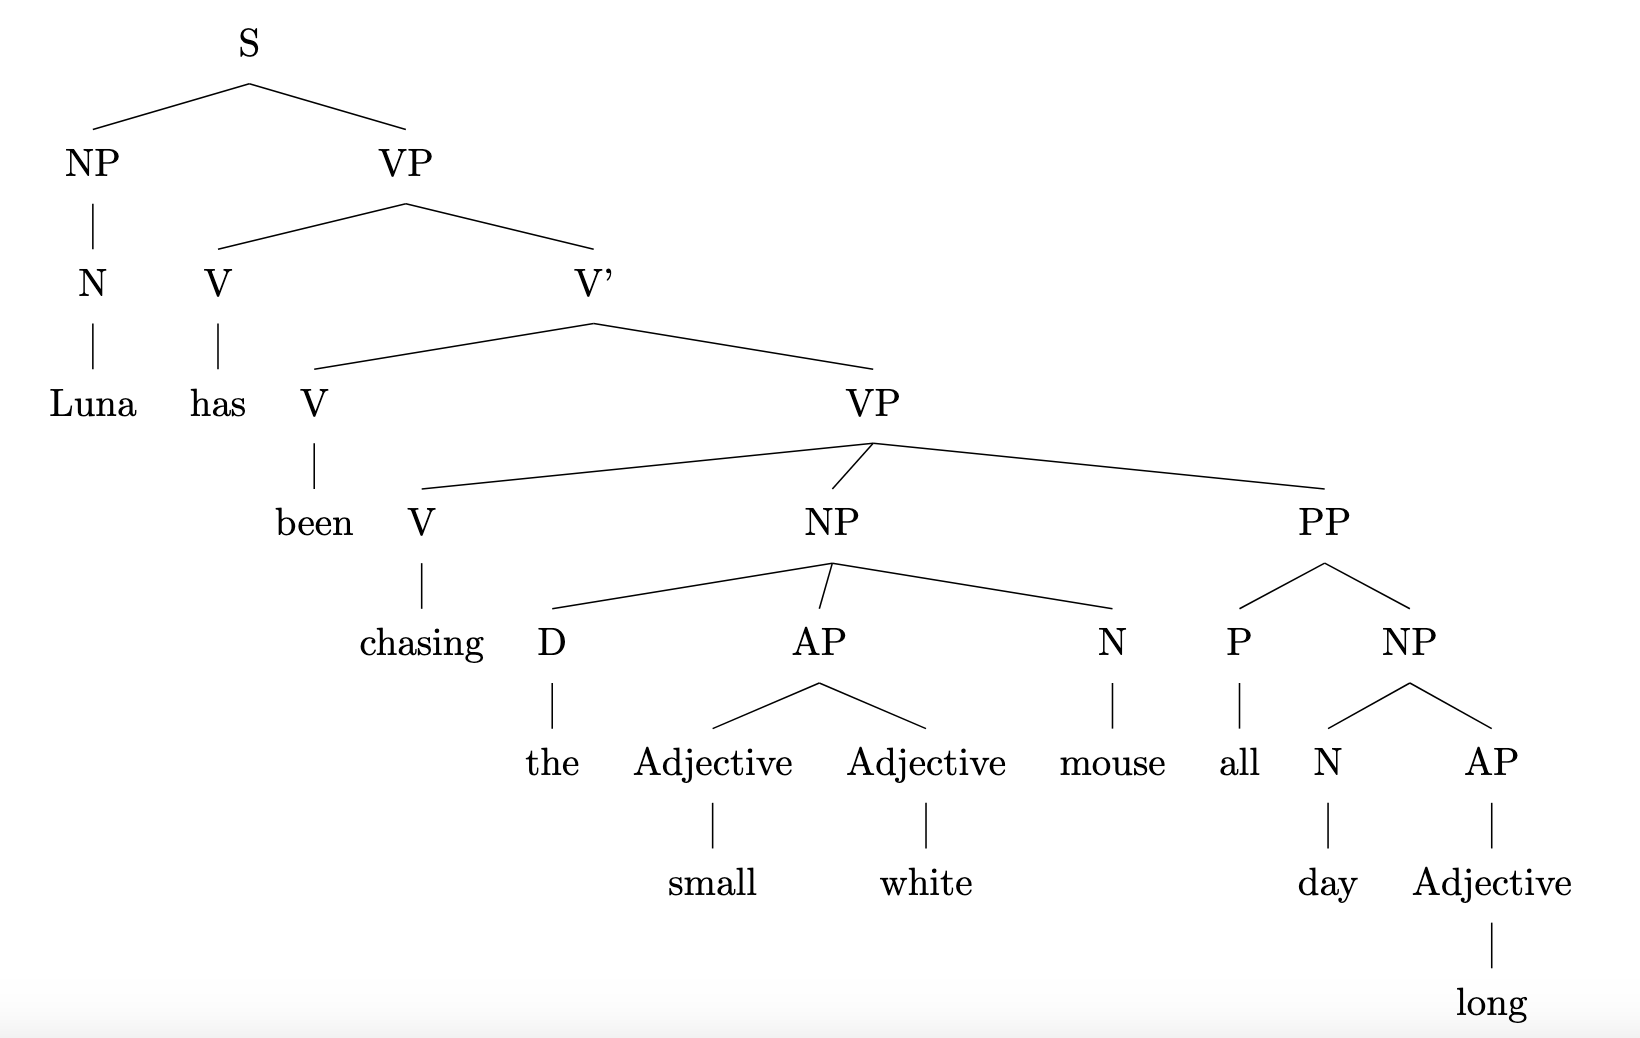 S
NP VP
N V V’
Luna has V VP
been V NP PP
chasing D AP N P NP
the Adjective Adjective mouse all N AP
small white day Adjective
long